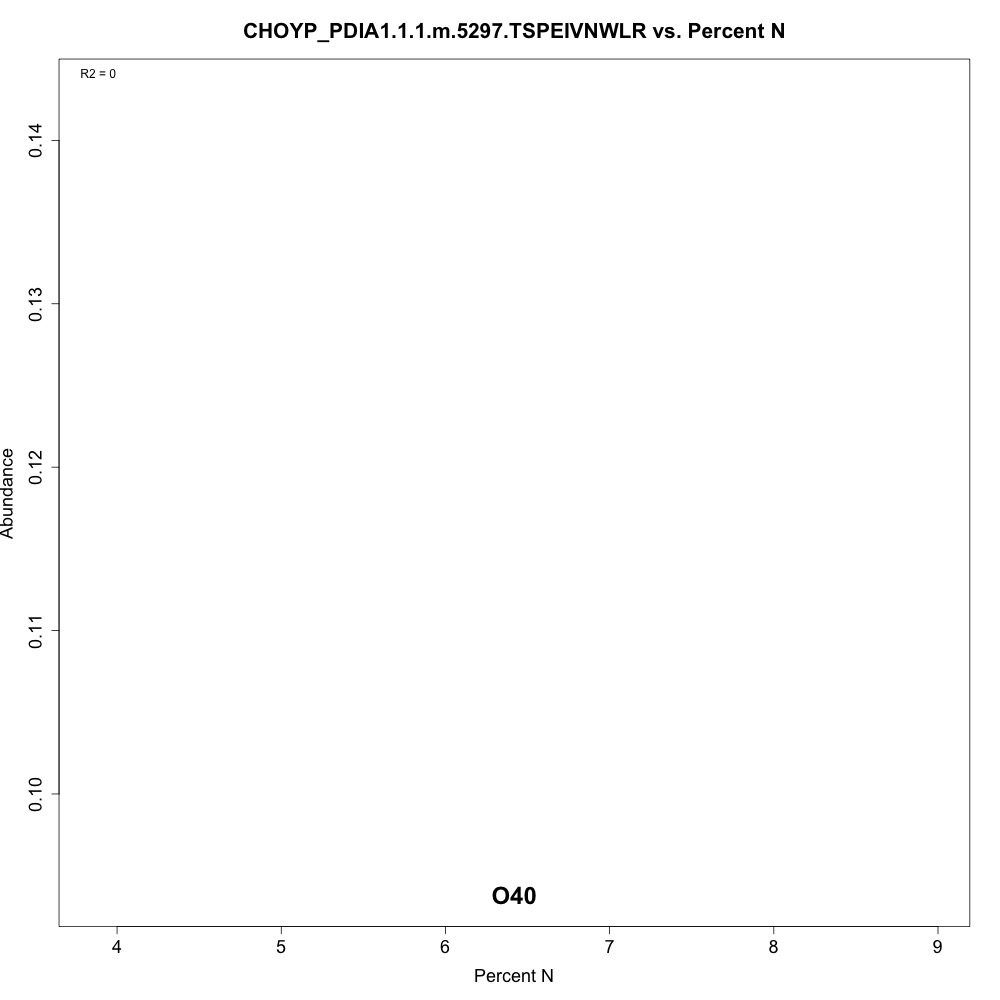 CHOYP_PDIA1.1.1.m.5297.TSPEIVNWLR vs. Percent N
R2 = 0
0.14
0.13
0.12
0.11
0.10
Abundance
O40
4 5 6 7 8 9
Percent N